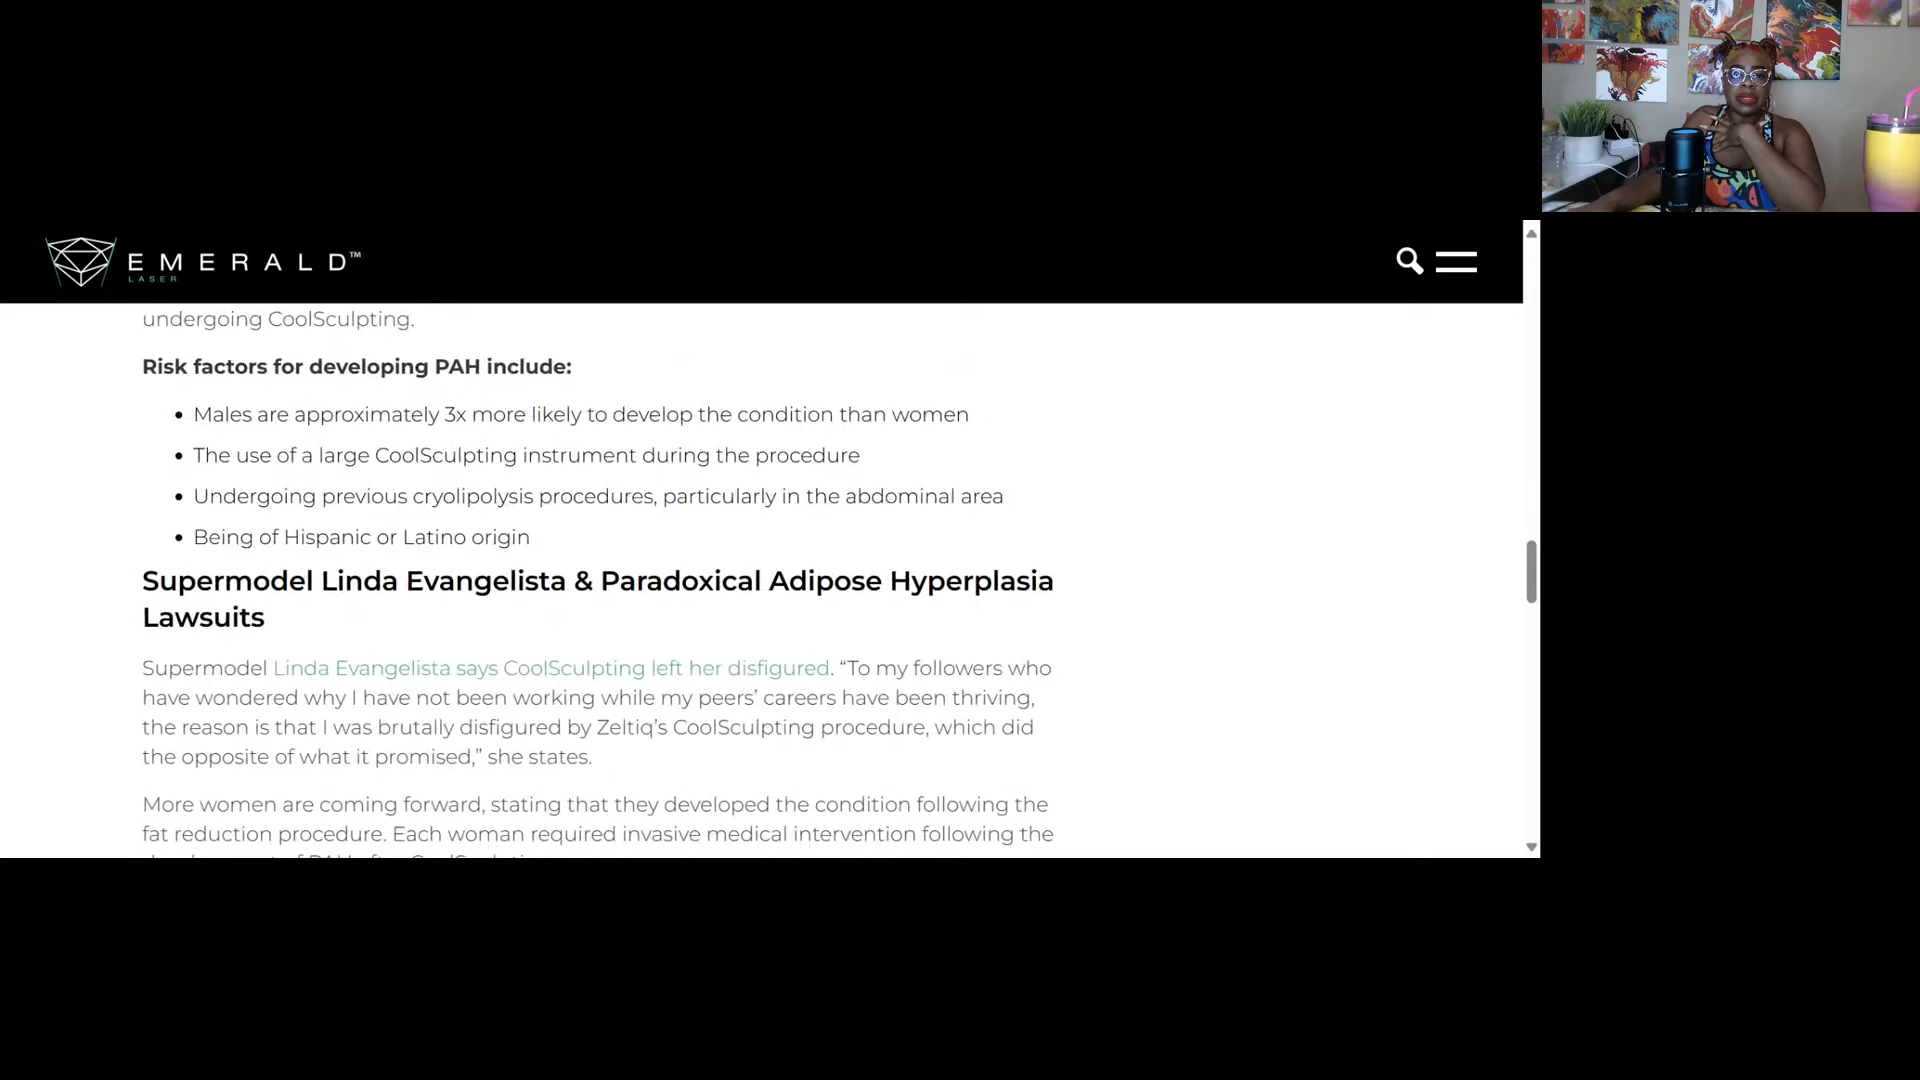 EMERALD™
LASER
undergoing CoolSculpting.
Risk factors for developing PAH include:
• Males are approximately 3x more likely to develop the condition than women
• The use of a large CoolSculpting instrument during the procedure
• Undergoing previous cryolipolysis procedures, particularly in the abdominal area
• Being of Hispanic or Latino origin
Supermodel Linda Evangelista & Paradoxical Adipose Hyperplasia
Lawsuits
Supermodel Linda Evangelista says CoolSculpting left her disfigured. “To my followers who
have wondered why I have not been working while my peers’ careers have been thriving,
the reason is that I was brutally disfigured by Zeltiq’s CoolSculpting procedure, which did
the opposite of what it promised,” she states.
More women are coming forward, stating that they developed the condition following the
fat reduction procedure. Each woman required invasive medical intervention following the